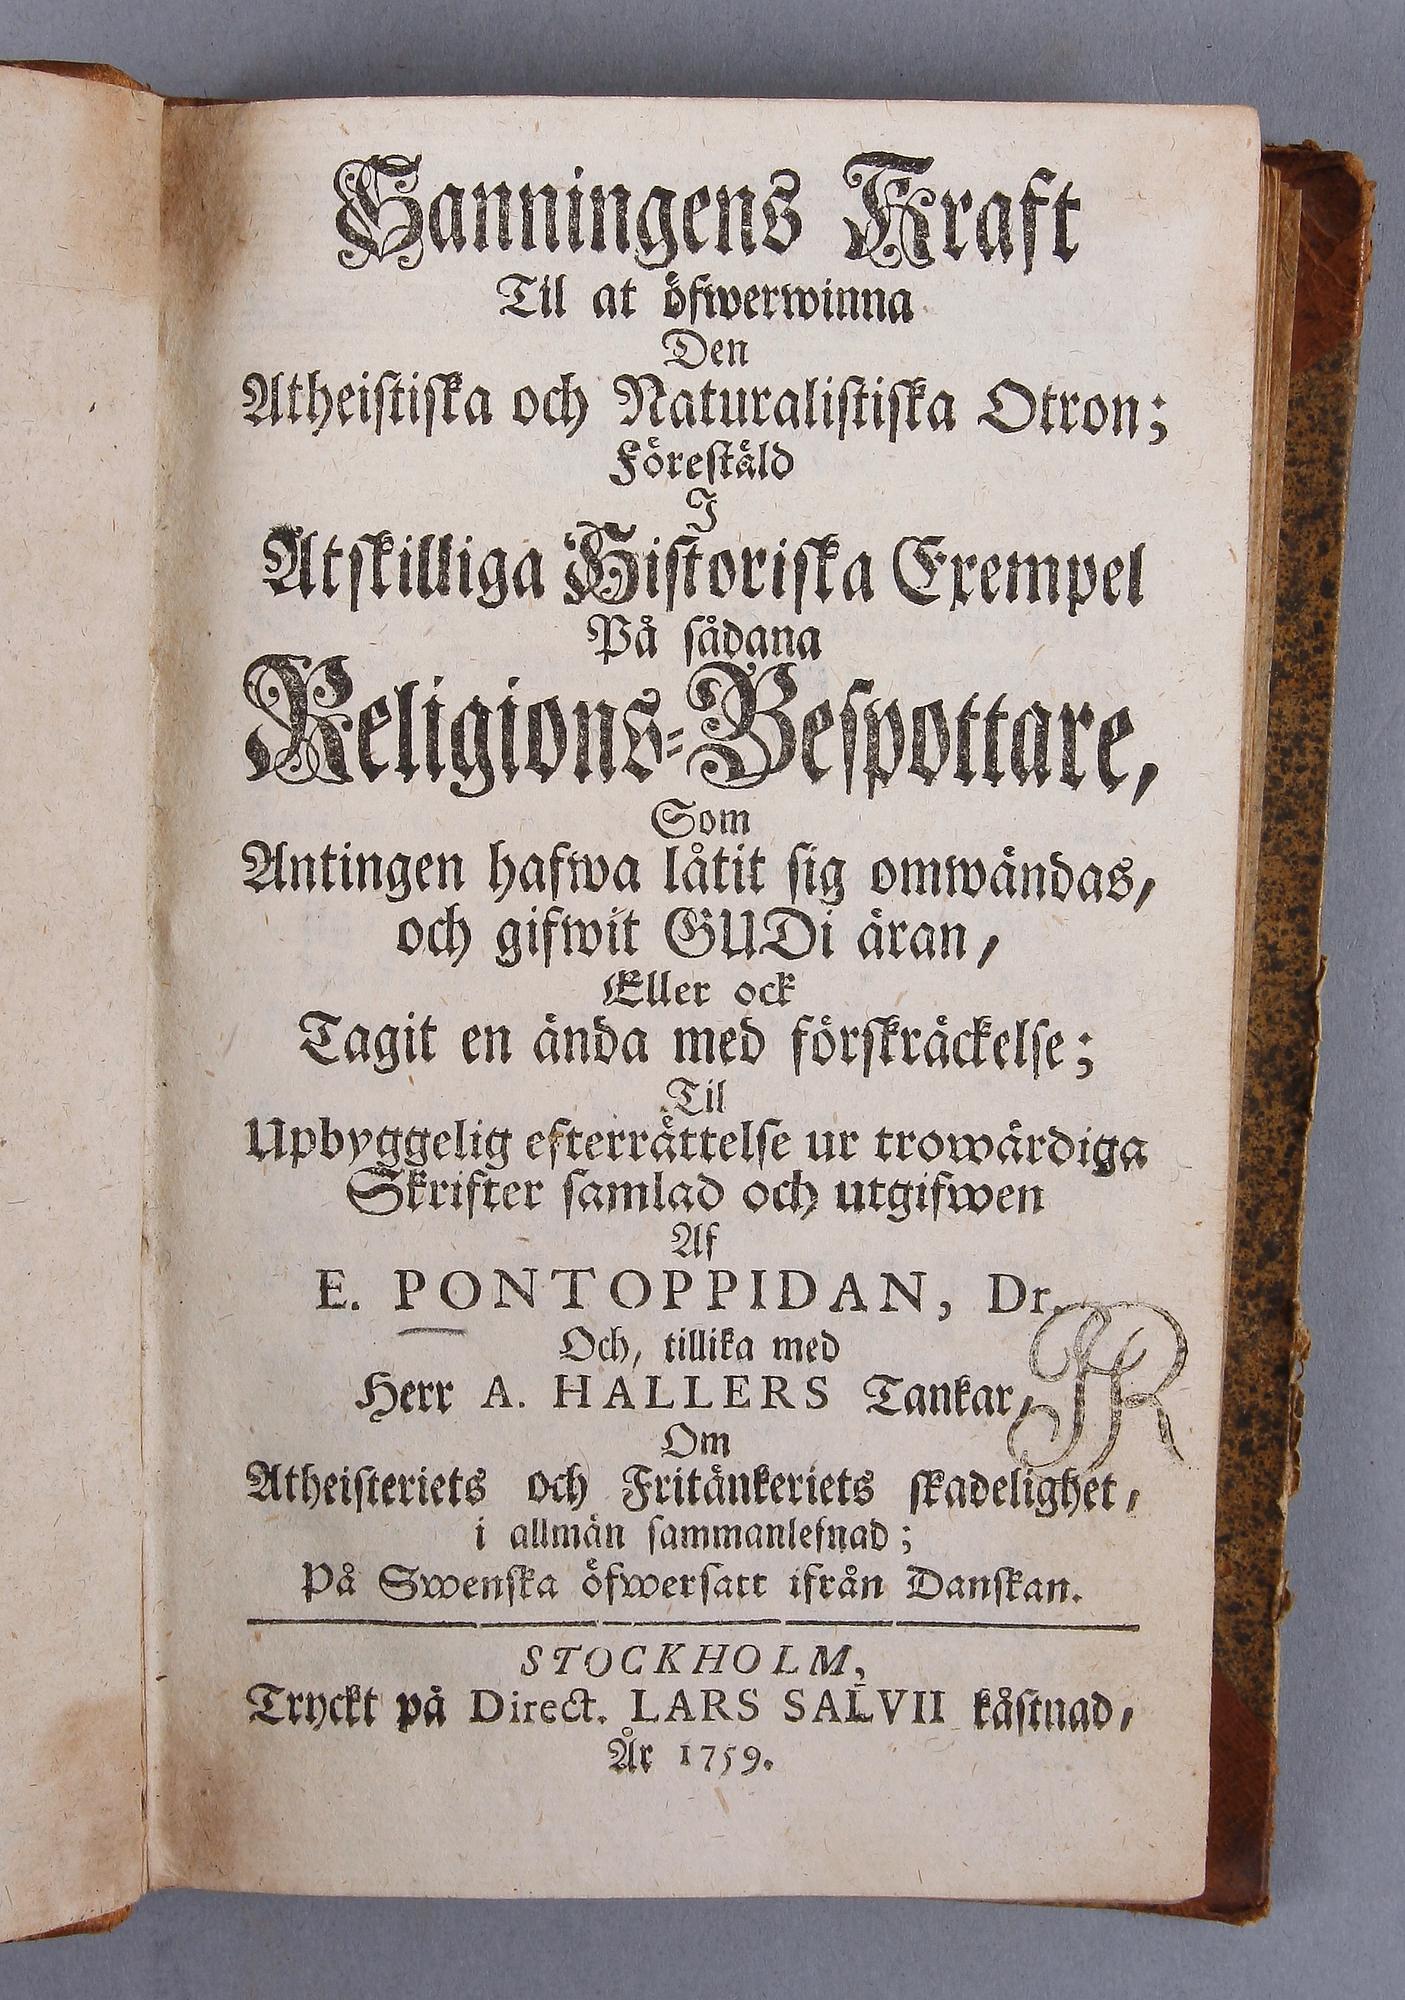 Sanningens Kraft
Til at öfwerwinna
Den
Atheistiska och Naturalistiska Otron;
Förestäld
I
Atskilliga Historiska Exempel
På sådana
Religions-Bespottare,
Som
Antingen hafwa låtit sig omwändas,
och gifwit GUDi äran,
Eller ock
Tagit en ända med förskräckelse;
Til
Upbyggelig efterrättelse ur trowärdiga
Skrifter samlad och utgifwen
Af
E. PONTOPPIDAN, Dr.
Och, tillika med
Herr A. HALLERS Tankar,
Om
Atheisteriets och Fritänkeriets skadelighet,
i allmän sammanlefnad;
På Swenska öfwersatt ifrån Danskan.
STOCKHOLM,
Tryckt på Direct. LARS SALVII kåstnad,
År 1759.